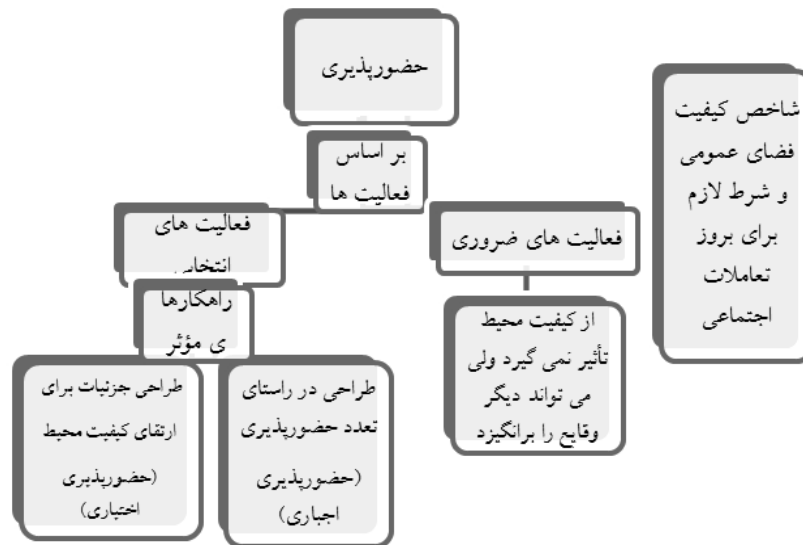 حضورپذیری
شاخص کیفیت
فضای عمومی
و شرط لازم
برای بروز
تعاملات
اجتماعی
بر اساس
فعالیت ها
فعالیت های ضروری
فعالیت های
انتخابی
از کیفیت محیط
تأثیر نمی گیرد ولی
می تواند دیگر
وقایع را برانگیزد
راهکارها
ی مؤثر
طراحی در راستای
تعدد حضورپذیری
(حضورپذیری
اجباری)
طراحی جزئیات برای
ارتقای کیفیت محیط
(حضورپذیری
اختیاری)